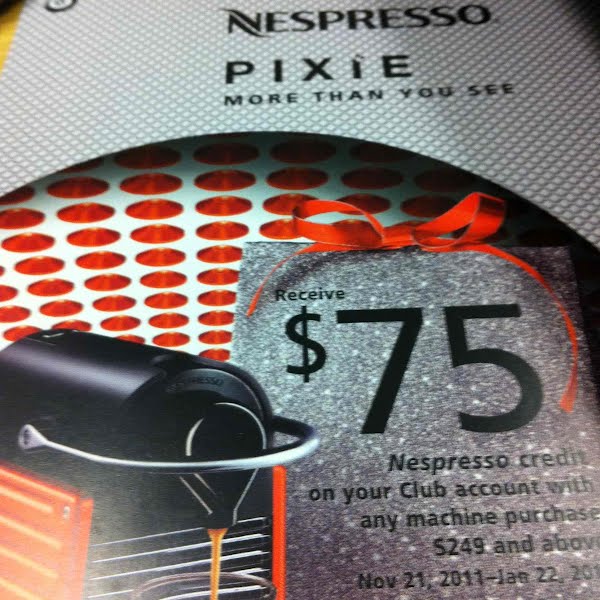 NESPRESSO
PIXIE
MORE THAN YOU SEE
Receive
$75
NESPRESSO
Nespresso credit
on your Club account with
any machine purchase
$249 and above
Nov 21, 2011–Jan 22,